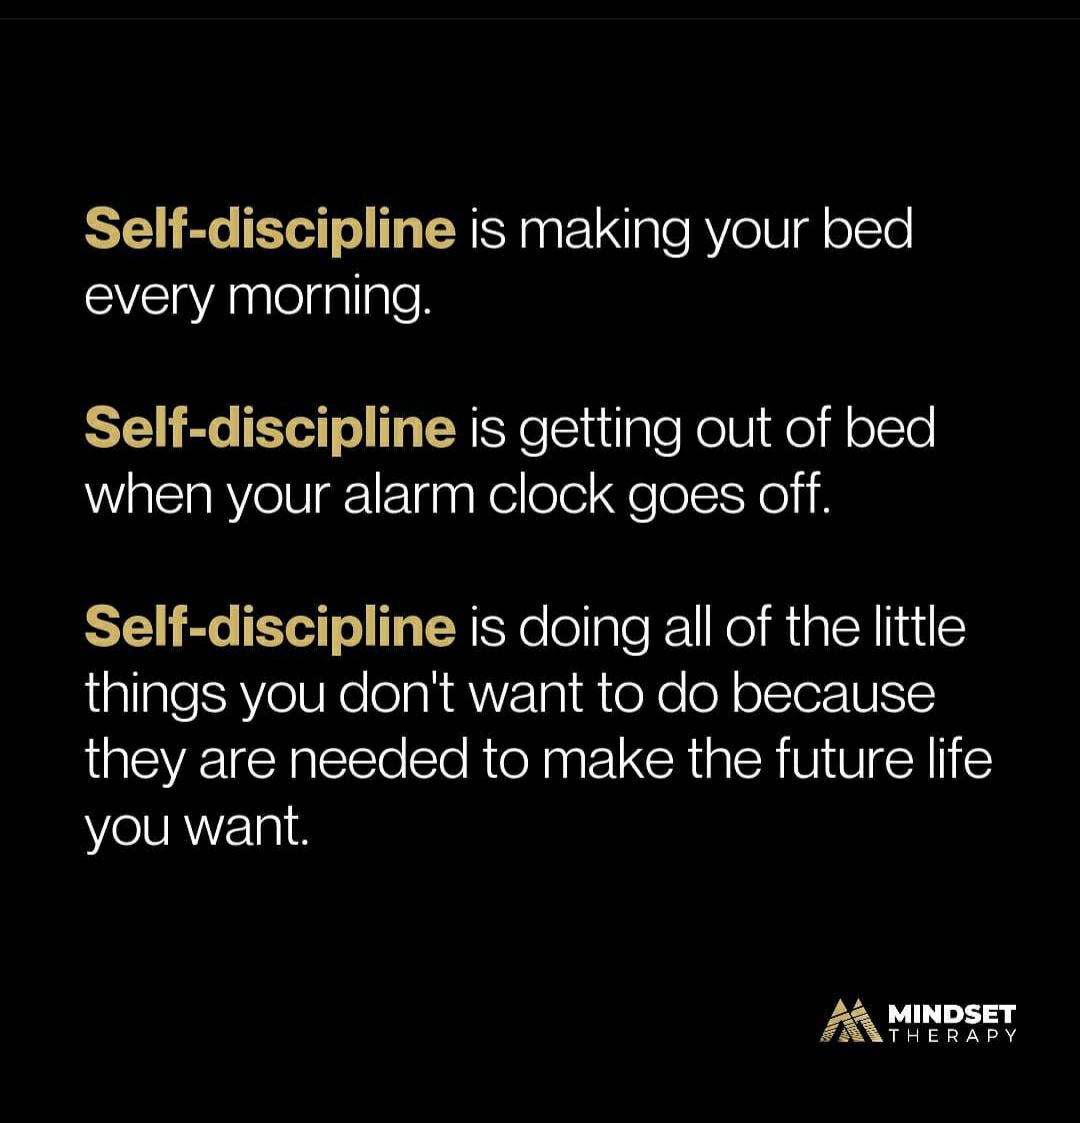 Self-discipline is making your bed
every morning.
Self-discipline is getting out of bed
when your alarm clock goes off.
Self-discipline is doing all of the little
things you don't want to do because
they are needed to make the future life
you want.
MINDSET
THERAPY